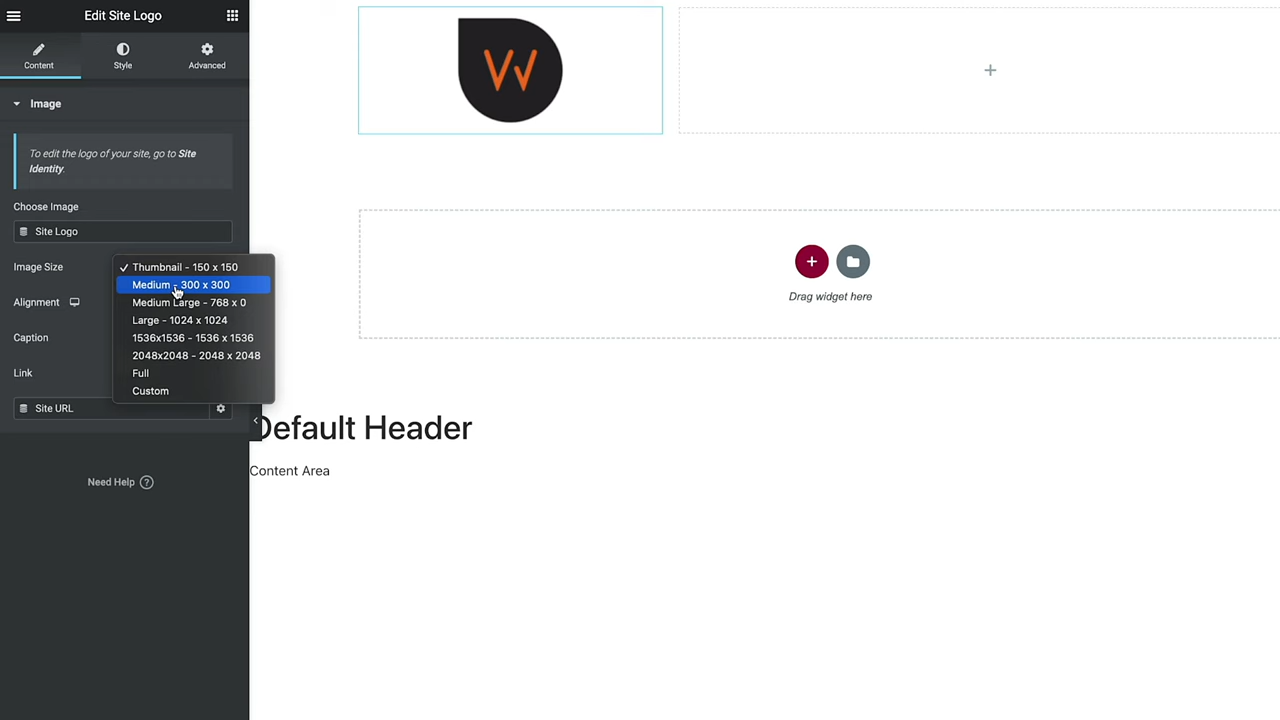 Edit Site Logo
Content
Style
Advanced
Image
To edit the logo of your site, go to Site
Identity.
Choose Image
Site Logo
Image Size
Thumbnail - 150 x 150
Medium - 300 x 300
Medium Large - 768 x 0
Alignment
Large - 1024 x 1024
Caption
1536x1536 - 1536 x 1536
2048x2048 - 2048 x 2048
Link
Full
Custom
Site URL
Need Help ?
W
Drag widget here
Default Header
Content Area